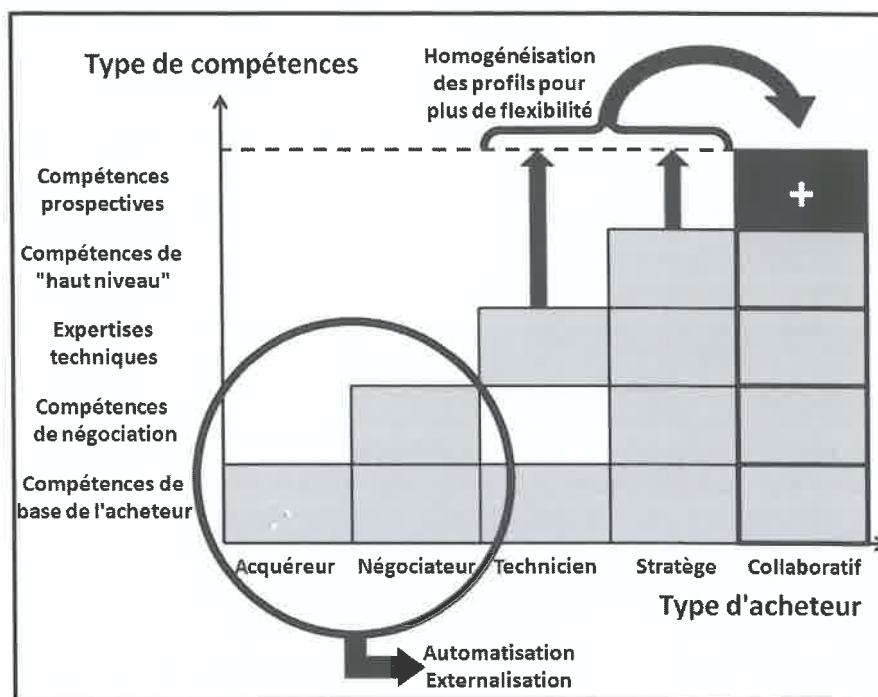 Type de compétences
Homogénéisation
des profils pour
plus de flexibilité
Compétences
prospectives
+
Compétences de
"haut niveau"
Expertises
techniques
Compétences
de négociation
Compétences de
base de l'acheteur
Acquéreur
Négociateur
Technicien
Stratège
Collaboratif
Type d'acheteur
Automatisation
Externalisation